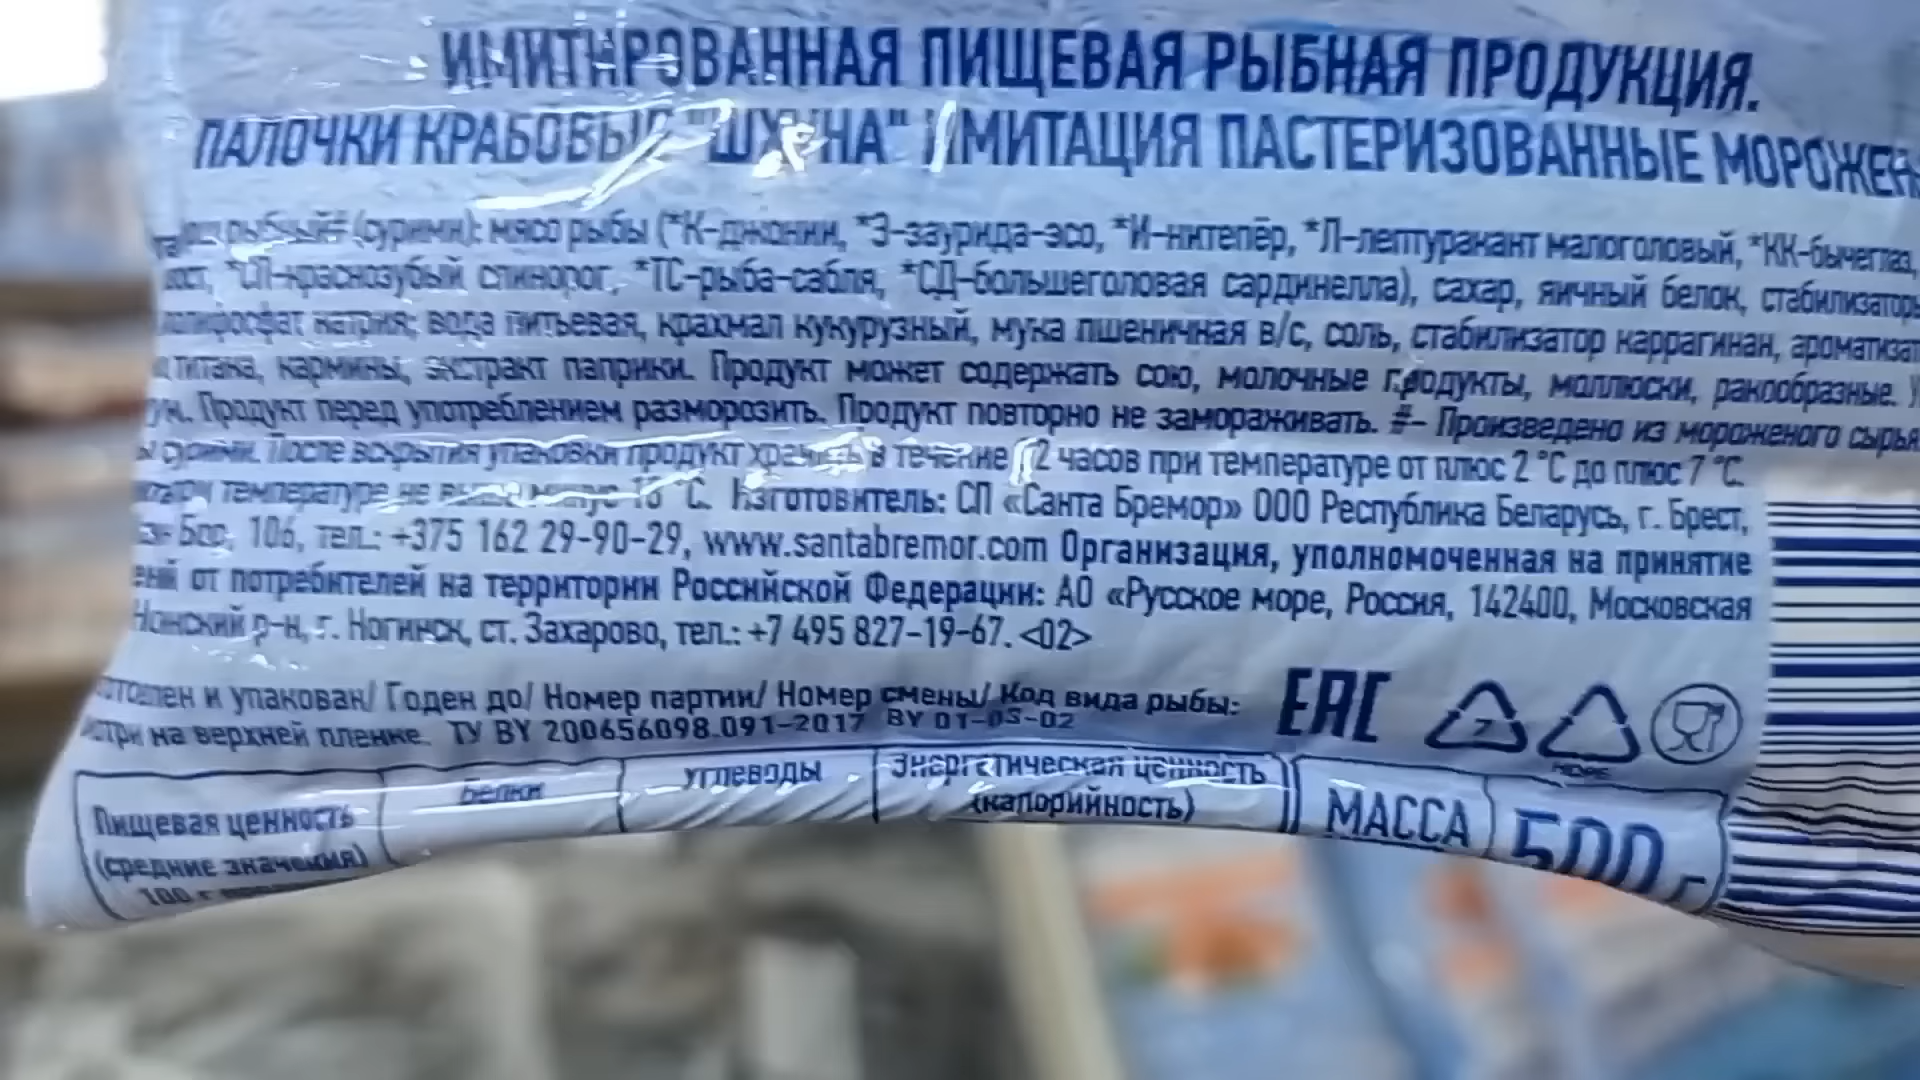 ИМИТИРОВАННАЯ ПИЩЕВАЯ РЫБНАЯ ПРОДУКЦИЯ.
ПАЛОЧКИ КРАБОВЫЕ ИМИТАЦИЯ ПАСТЕРИЗОВАННЫЕ МОРОЖЕН
рыбный# (сурими): мясо рыбы (*К-джонии, *З-заурида-эсо, *И-нитепёр, *Л-лептуракант малоголовый, *КК-бычеглаз,
*СП-краснозубый спинорог, *ТС-рыба-сабля, *СД-большеголовая сардинелла), сахар, яичный белок, стабилизаторы
натрия; вода питьевая, крахмал кукурузный, мука пшеничная в/с, соль, стабилизатор каррагинан, ароматизат
титана, кармины, экстракт паприки. Продукт может содержать сою, молочные продукты, моллюски, ракообразные.
Продукт перед употреблением разморозить. Продукт повторно не замораживать. #- Произведено из мороженого сырья
сурими. После вскрытия упаковки продукт хранить в течение часов при температуре от плюс 2 °C до плюс 7 °C.
при температуре не выше минус 18 °C. Изготовитель: СП «Санта Бремор» ООО Республика Беларусь, г. Брест,
106, тел.: +375 162 29-90-29, www.santabremor.com Организация, уполномоченная на принятие
от потребителей на территории Российской Федерации: АО «Русское море, Россия, 142400, Московская
р-н, г. Ногинск, ст. Захарово, тел.: +7 495 827-19-67. <02>
и упакован/ Годен до/ Номер партии/ Номер смены/ Код вида рыбы:
на верхней пленке. ТУ BY 200656098.091-2017 BY 01-03-02
EAC
7
Пищевая ценность
(средние значения)
100 г
Белки
углеводы
Энергетическая ценность
(калорийность)
МАССА
500 г